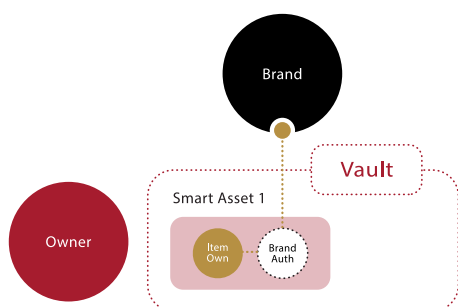 Brand
Vault
Smart Asset 1
Owner
Item
Own
Brand
Auth